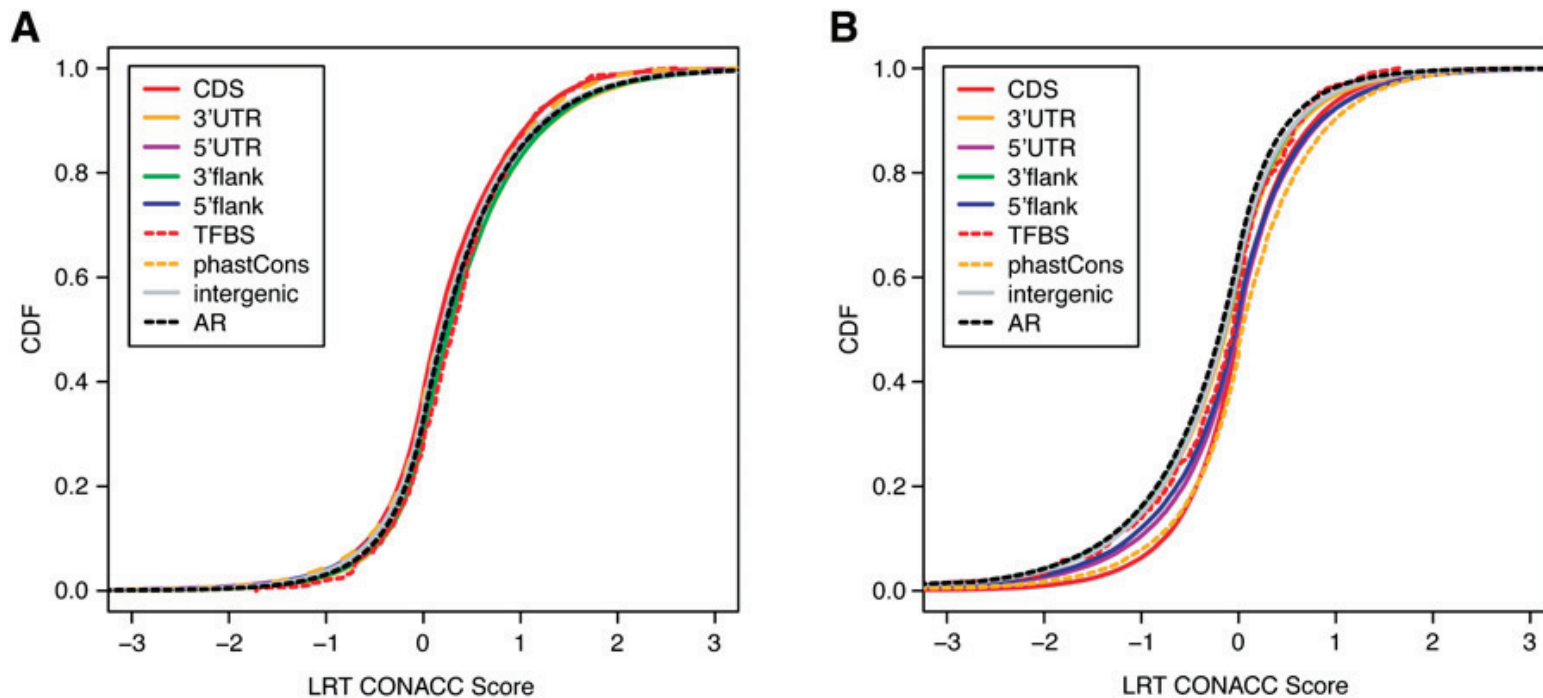 A
CDF
1.0
0.8
0.6
0.4
0.2
0.0
CDS
3'UTR
5'UTR
3'flank
5'flank
TFBS
phastCons
intergenic
AR
−3 −2 −1 0 1 2 3
LRT CONACC Score
B
CDF
1.0
0.8
0.6
0.4
0.2
0.0
CDS
3'UTR
5'UTR
3'flank
5'flank
TFBS
phastCons
intergenic
AR
−3 −2 −1 0 1 2 3
LRT CONACC Score